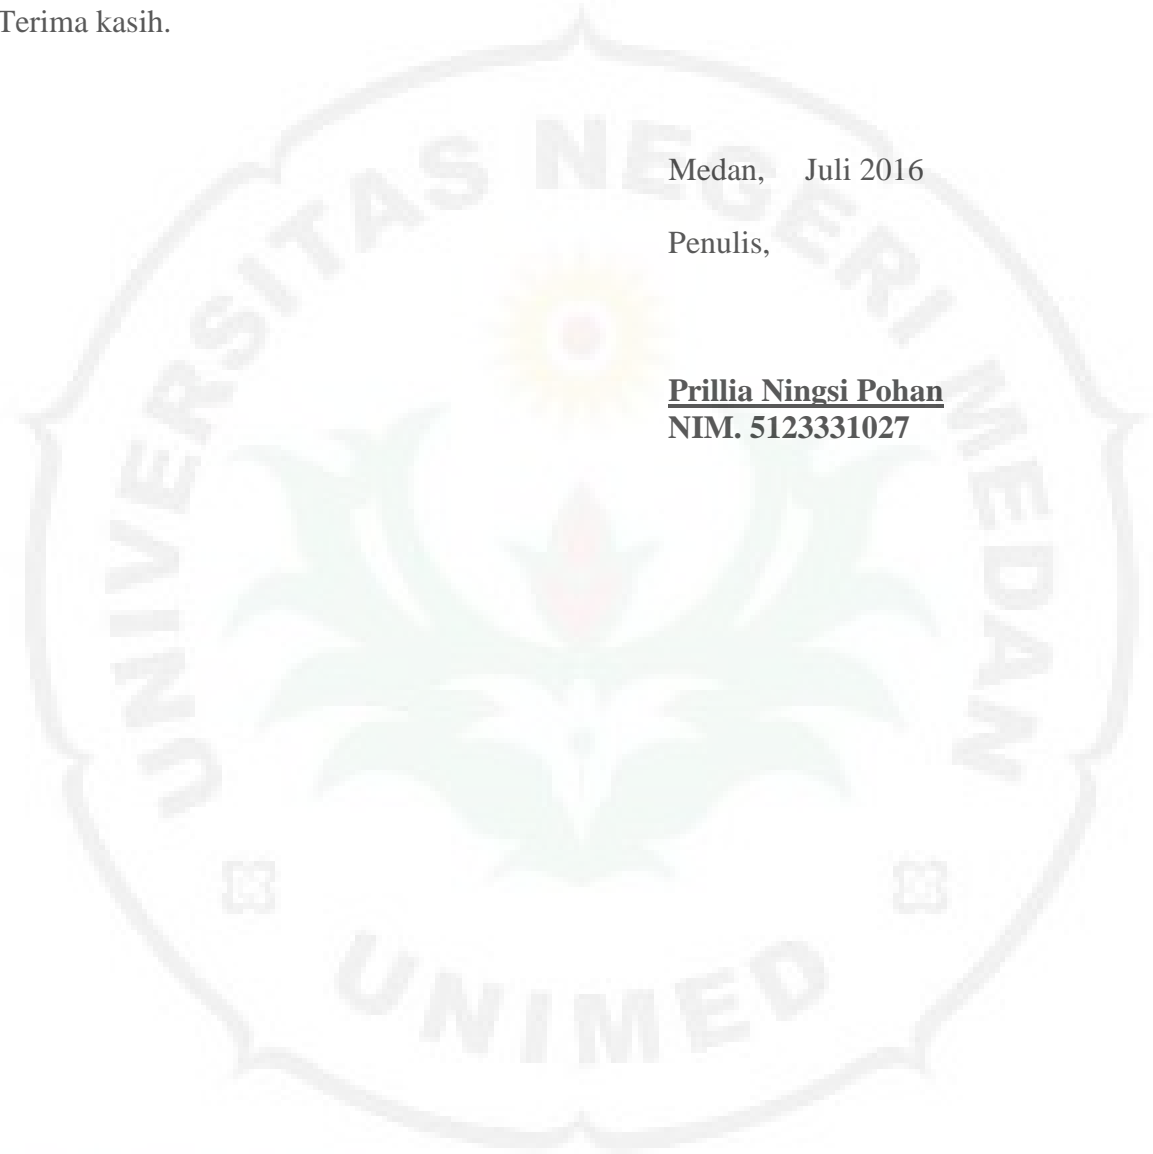 Terima kasih.
Medan, Juli 2016
Penulis,
Prillia Ningsi Pohan
NIM. 5123331027
UNIVERSITAS NEGERI MEDAN
UNIMED